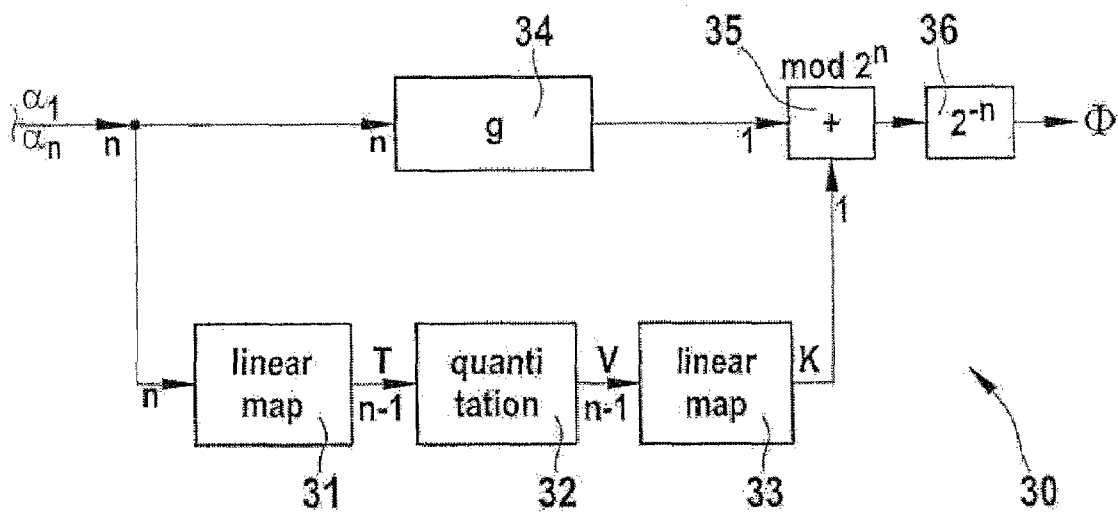 34
35
36
mod 2ⁿ
α₁
αₙ
n
n
g
1
+
2⁻ⁿ
Φ
1
n
linear
map
T
n-1
quanti
tation
V
n-1
linear
map
K
31
32
33
30